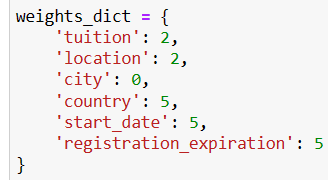 weights_dict = {
    'tuition': 2,
    'location': 2,
    'city': 0,
    'country': 5,
    'start_date': 5,
    'registration_expiration': 5
}